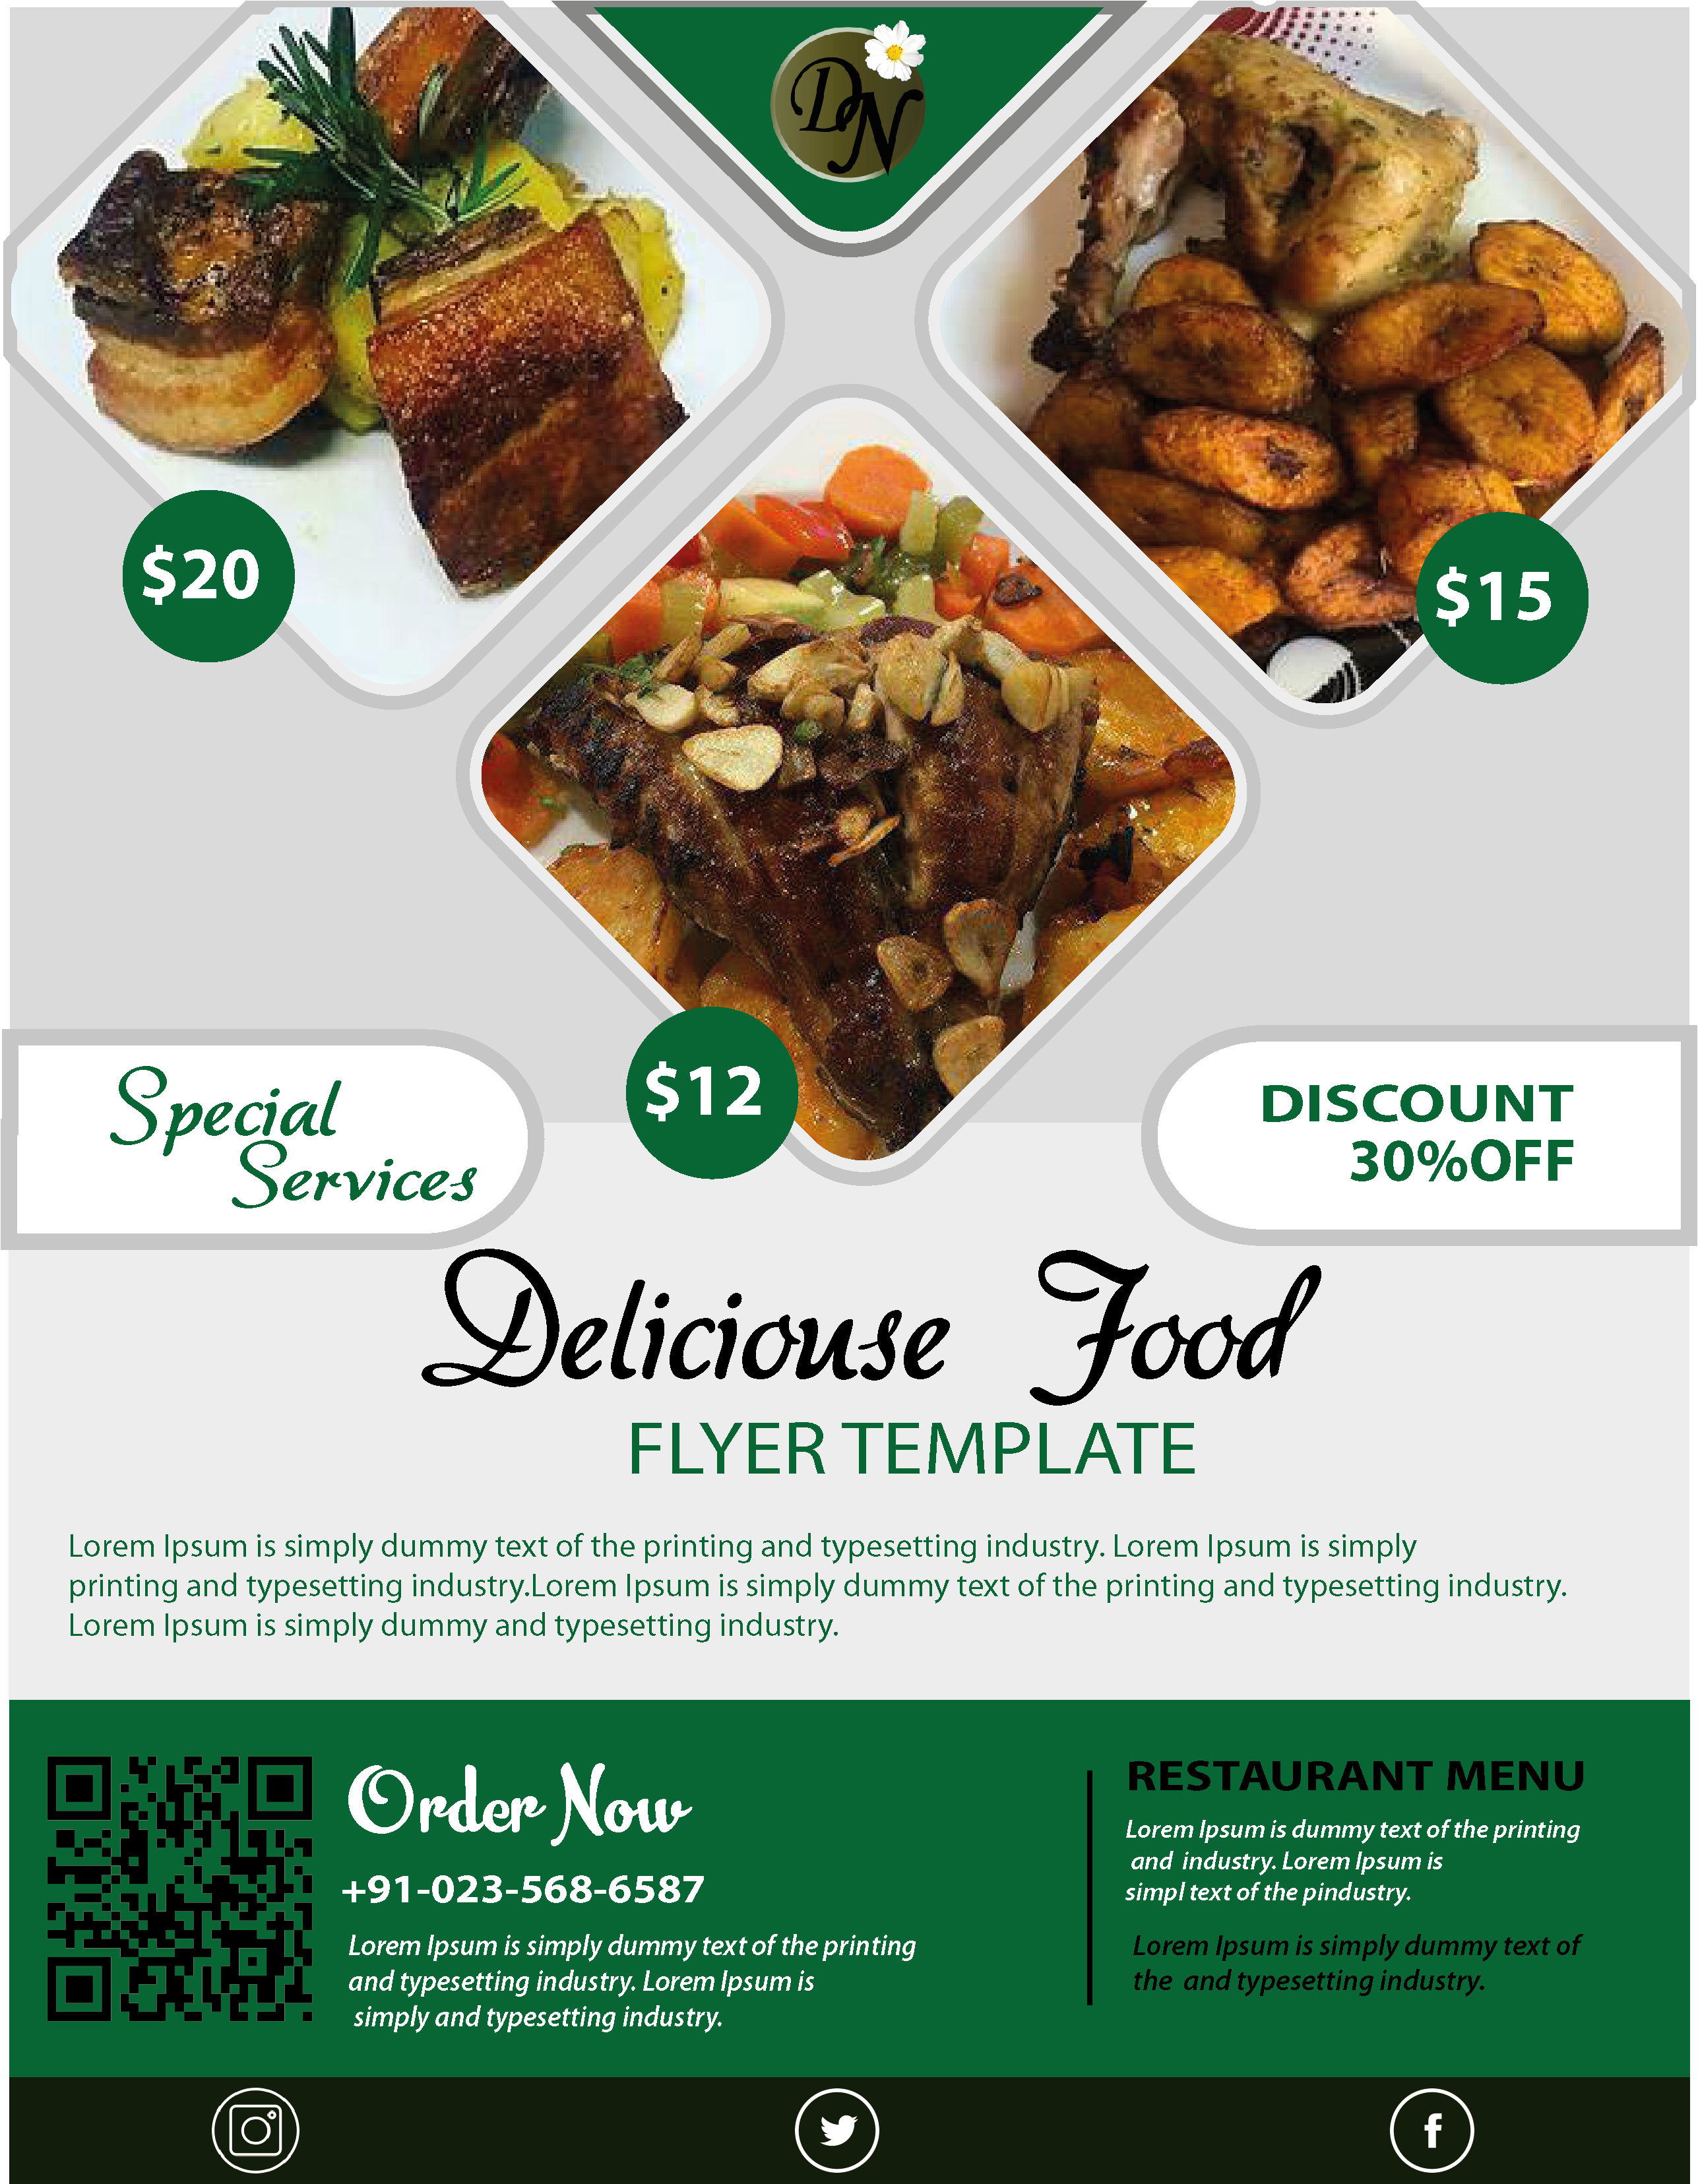 DN
$20
$15
$12
Special
Services
DISCOUNT
30%OFF
Deliciouse Food
FLYER TEMPLATE
Lorem Ipsum is simply dummy text of the printing and typesetting industry. Lorem Ipsum is simply
printing and typesetting industry.Lorem Ipsum is simply dummy text of the printing and typesetting industry.
Lorem Ipsum is simply dummy and typesetting industry.
Order Now
+91-023-568-6587
Lorem Ipsum is simply dummy text of the printing
and typesetting industry. Lorem Ipsum is
simply and typesetting industry.
RESTAURANT MENU
Lorem Ipsum is dummy text of the printing
and industry. Lorem Ipsum is
simpl text of the pindustry.
Lorem Ipsum is simply dummy text of
the and typesetting industry.